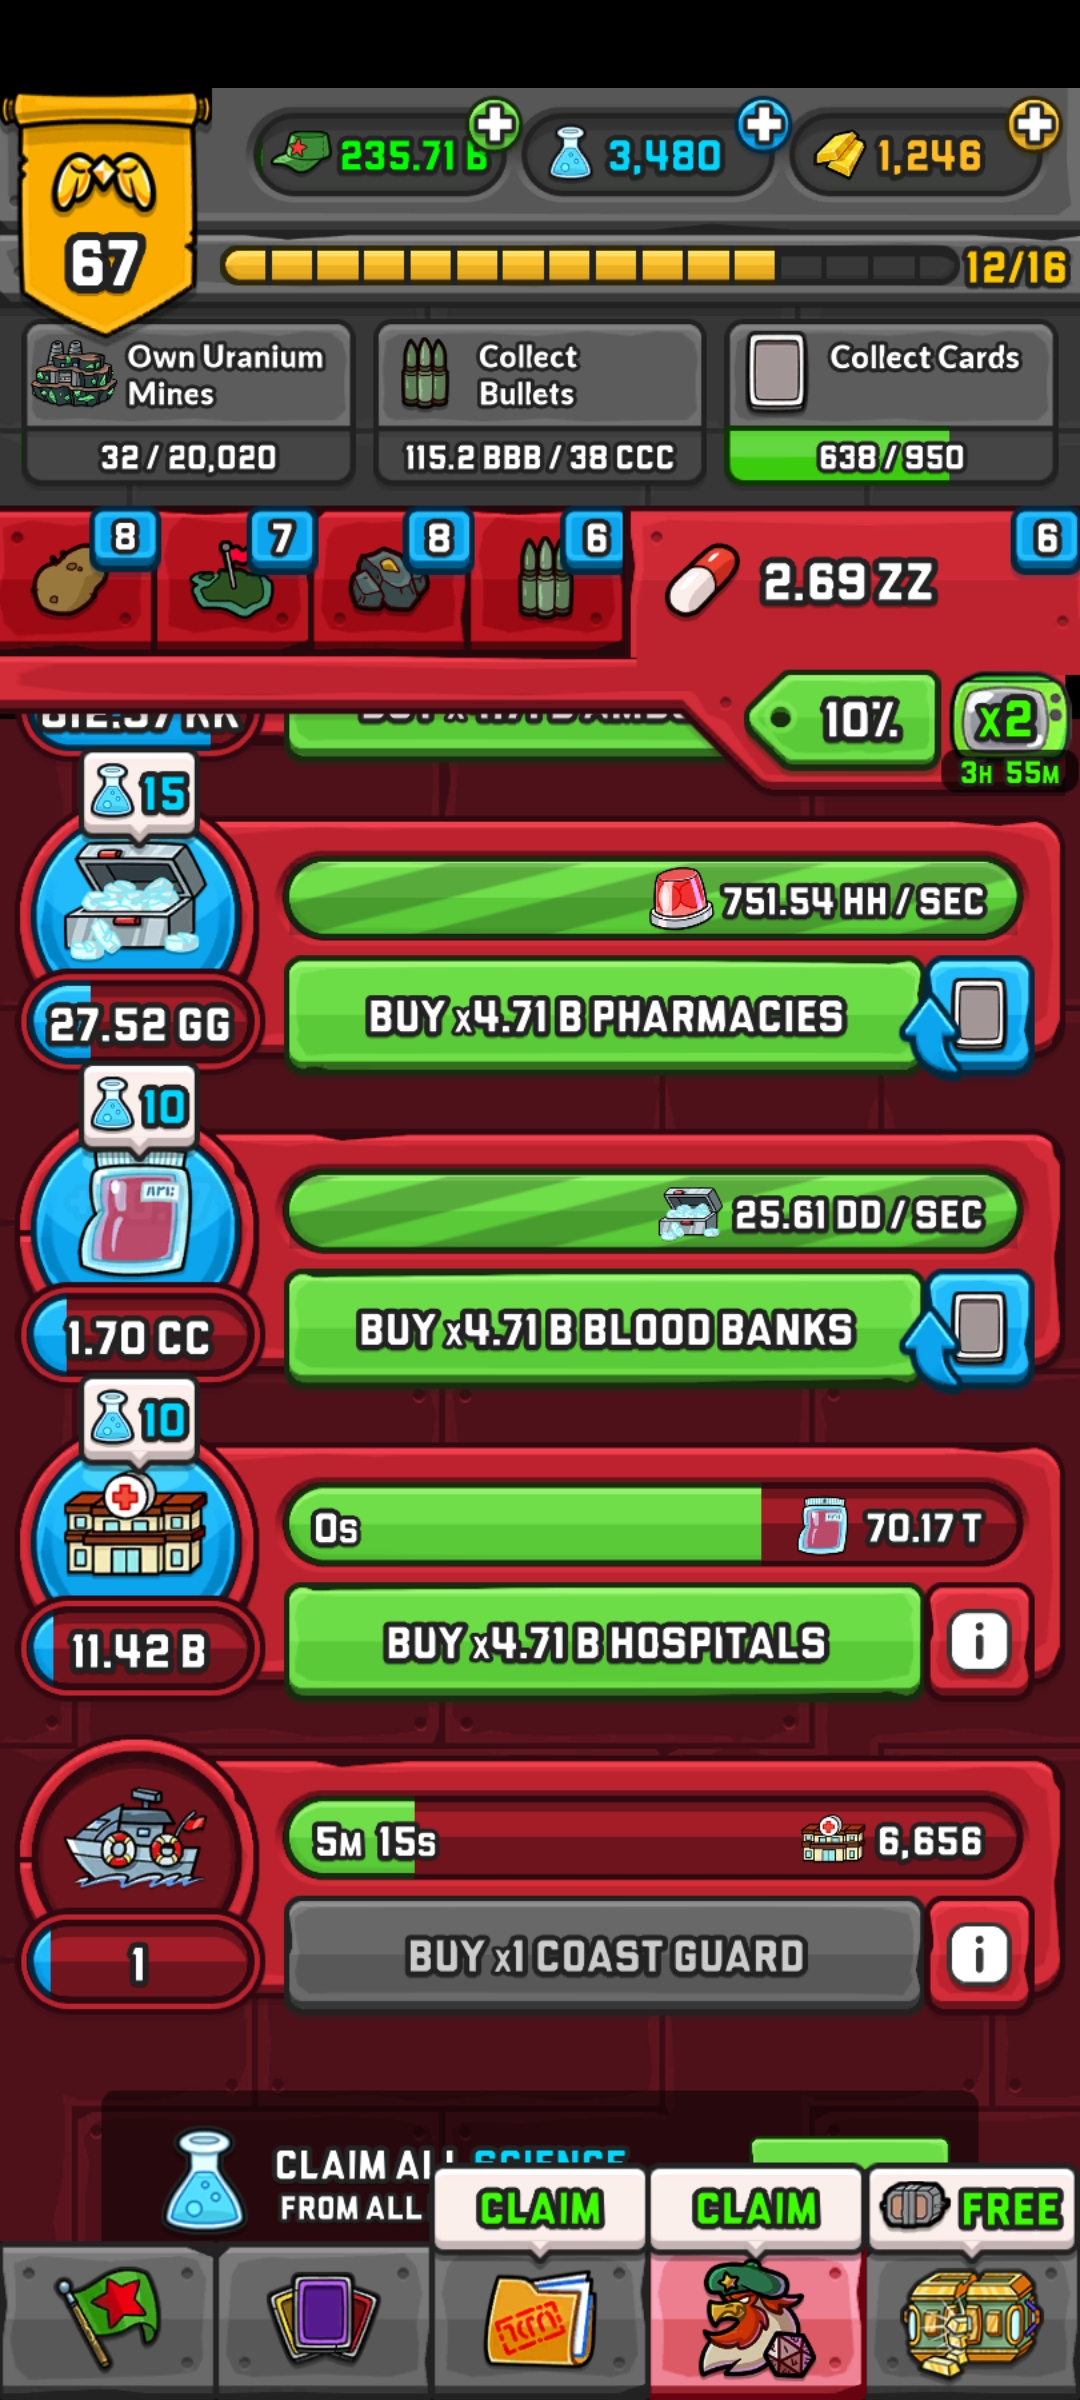 235.71 B
3,480
1,246
67
12/16
Own Uranium
Mines
32 / 20,020
Collect
Bullets
115.2 BBB / 38 CCC
Collect Cards
638 / 950
8
7
8
6
2.69 ZZ
6
10%
x2
3H 55M
15
751.54 HH / SEC
27.52 GG
BUY x4.71 B PHARMACIES
10
25.61 DD / SEC
1.70 CC
BUY x4.71 B BLOOD BANKS
10
0s
70.17 T
11.42 B
BUY x4.71 B HOSPITALS
i
5M 15s
6,656
1
BUY x1 COAST GUARD
i
CLAIM ALL SCIENCE
FROM ALL
CLAIM
CLAIM
FREE